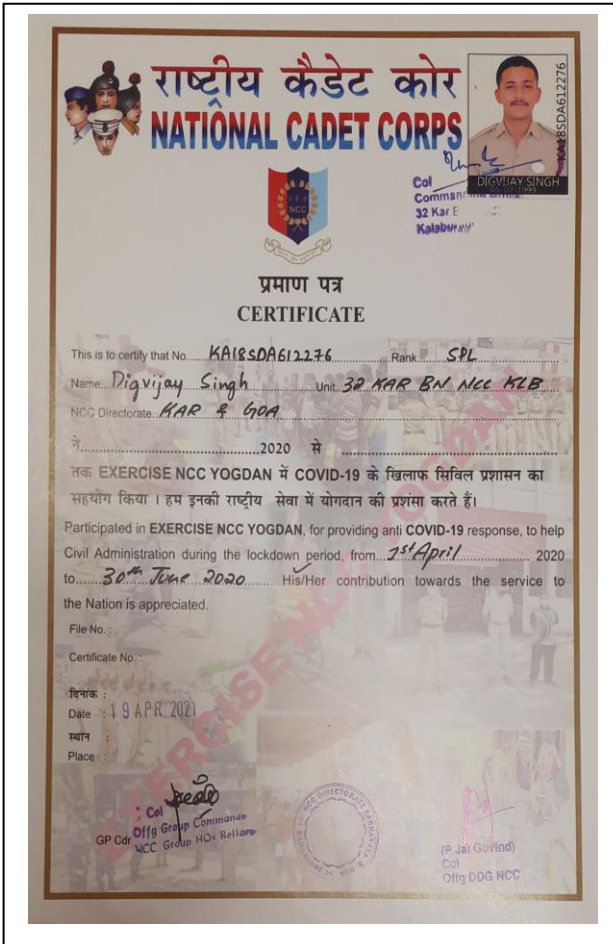 राष्ट्रीय कैडेट कोर
NATIONAL CADET CORPS
KA18SDA612276
DIGVIJAY SINGH
Col
32 Kar
NCC
प्रमाण पत्र
CERTIFICATE
This is to certify that No. KA18SDA612276 Rank SPL
Name Digvijay Singh Unit 32 KAR BN NCC KLB
NCC Directorate KAR & GOA
ने 2020 से
तक EXERCISE NCC YOGDAN में COVID-19 के खिलाफ सिविल प्रशासन का
सहयोग किया । हम इनकी राष्ट्रीय सेवा में योगदान की प्रशंसा करते हैं।
Participated in EXERCISE NCC YOGDAN, for providing anti COVID-19 response, to help
Civil Administration during the lockdown period, from 1st April 2020
to 30th June 2020 His/Her contribution towards the service to
the Nation is appreciated.
File No. :
Certificate No. :
दिनाक :
Date : 19 APR 2021
स्थान :
Place :
EXERCISE NCC YOGDAN
Col
Offg Group Commander
GP Cdr NCC Group HQs
NCC DIRECTORATE KARNATAKA & GOA
(P Jai Govind)
Col
Offg DDG NCC